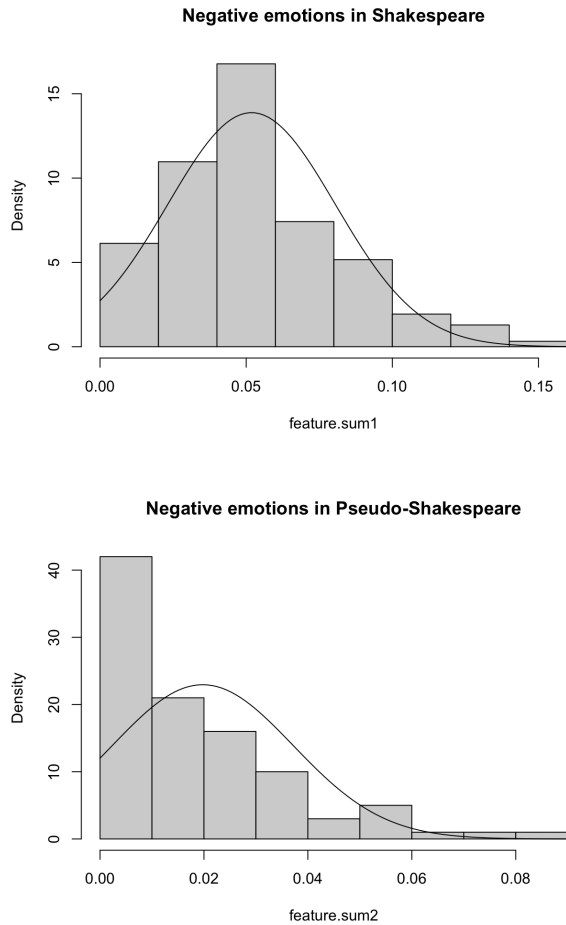 Negative emotions in Shakespeare
15
10
5
0
Density
0.00 0.05 0.10 0.15
feature.sum1
Negative emotions in Pseudo-Shakespeare
40
30
20
10
0
Density
0.00 0.02 0.04 0.06 0.08
feature.sum2